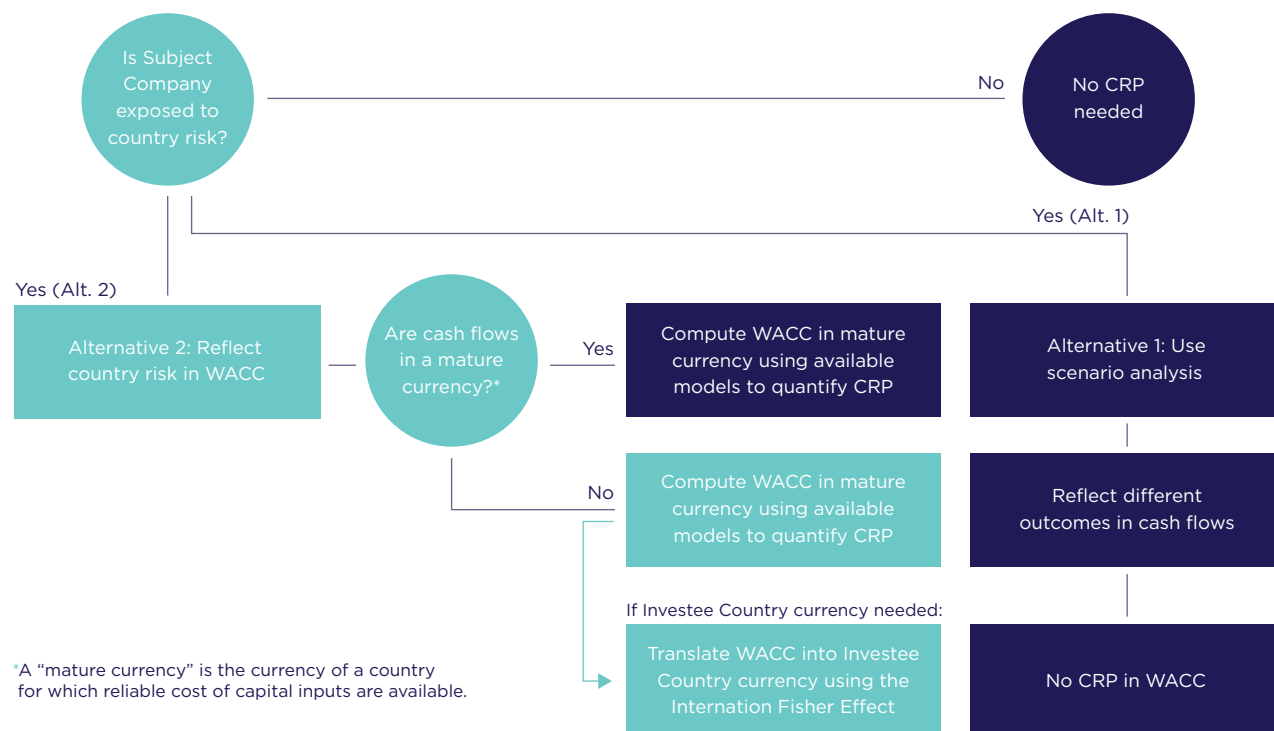 Is Subject
Company
exposed to
country risk?
No
No CRP
needed
Yes (Alt. 1)
Yes (Alt. 2)
Alternative 2: Reflect
country risk in WACC
Are cash flows
in a mature
currency?*
Yes
Compute WACC in mature
currency using available
models to quantify CRP
Alternative 1: Use
scenario analysis
No
Compute WACC in mature
currency using available
models to quantify CRP
Reflect different
outcomes in cash flows
If Investee Country currency needed:
Translate WACC into Investee
Country currency using the
Internation Fisher Effect
No CRP in WACC
*A “mature currency” is the currency of a country
for which reliable cost of capital inputs are available.